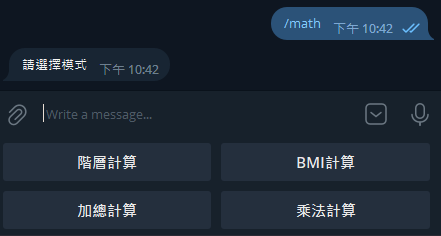 /math 下午 10:42
請選擇模式 下午 10:42
Write a message...
階層計算 BMI計算
加總計算 乘法計算